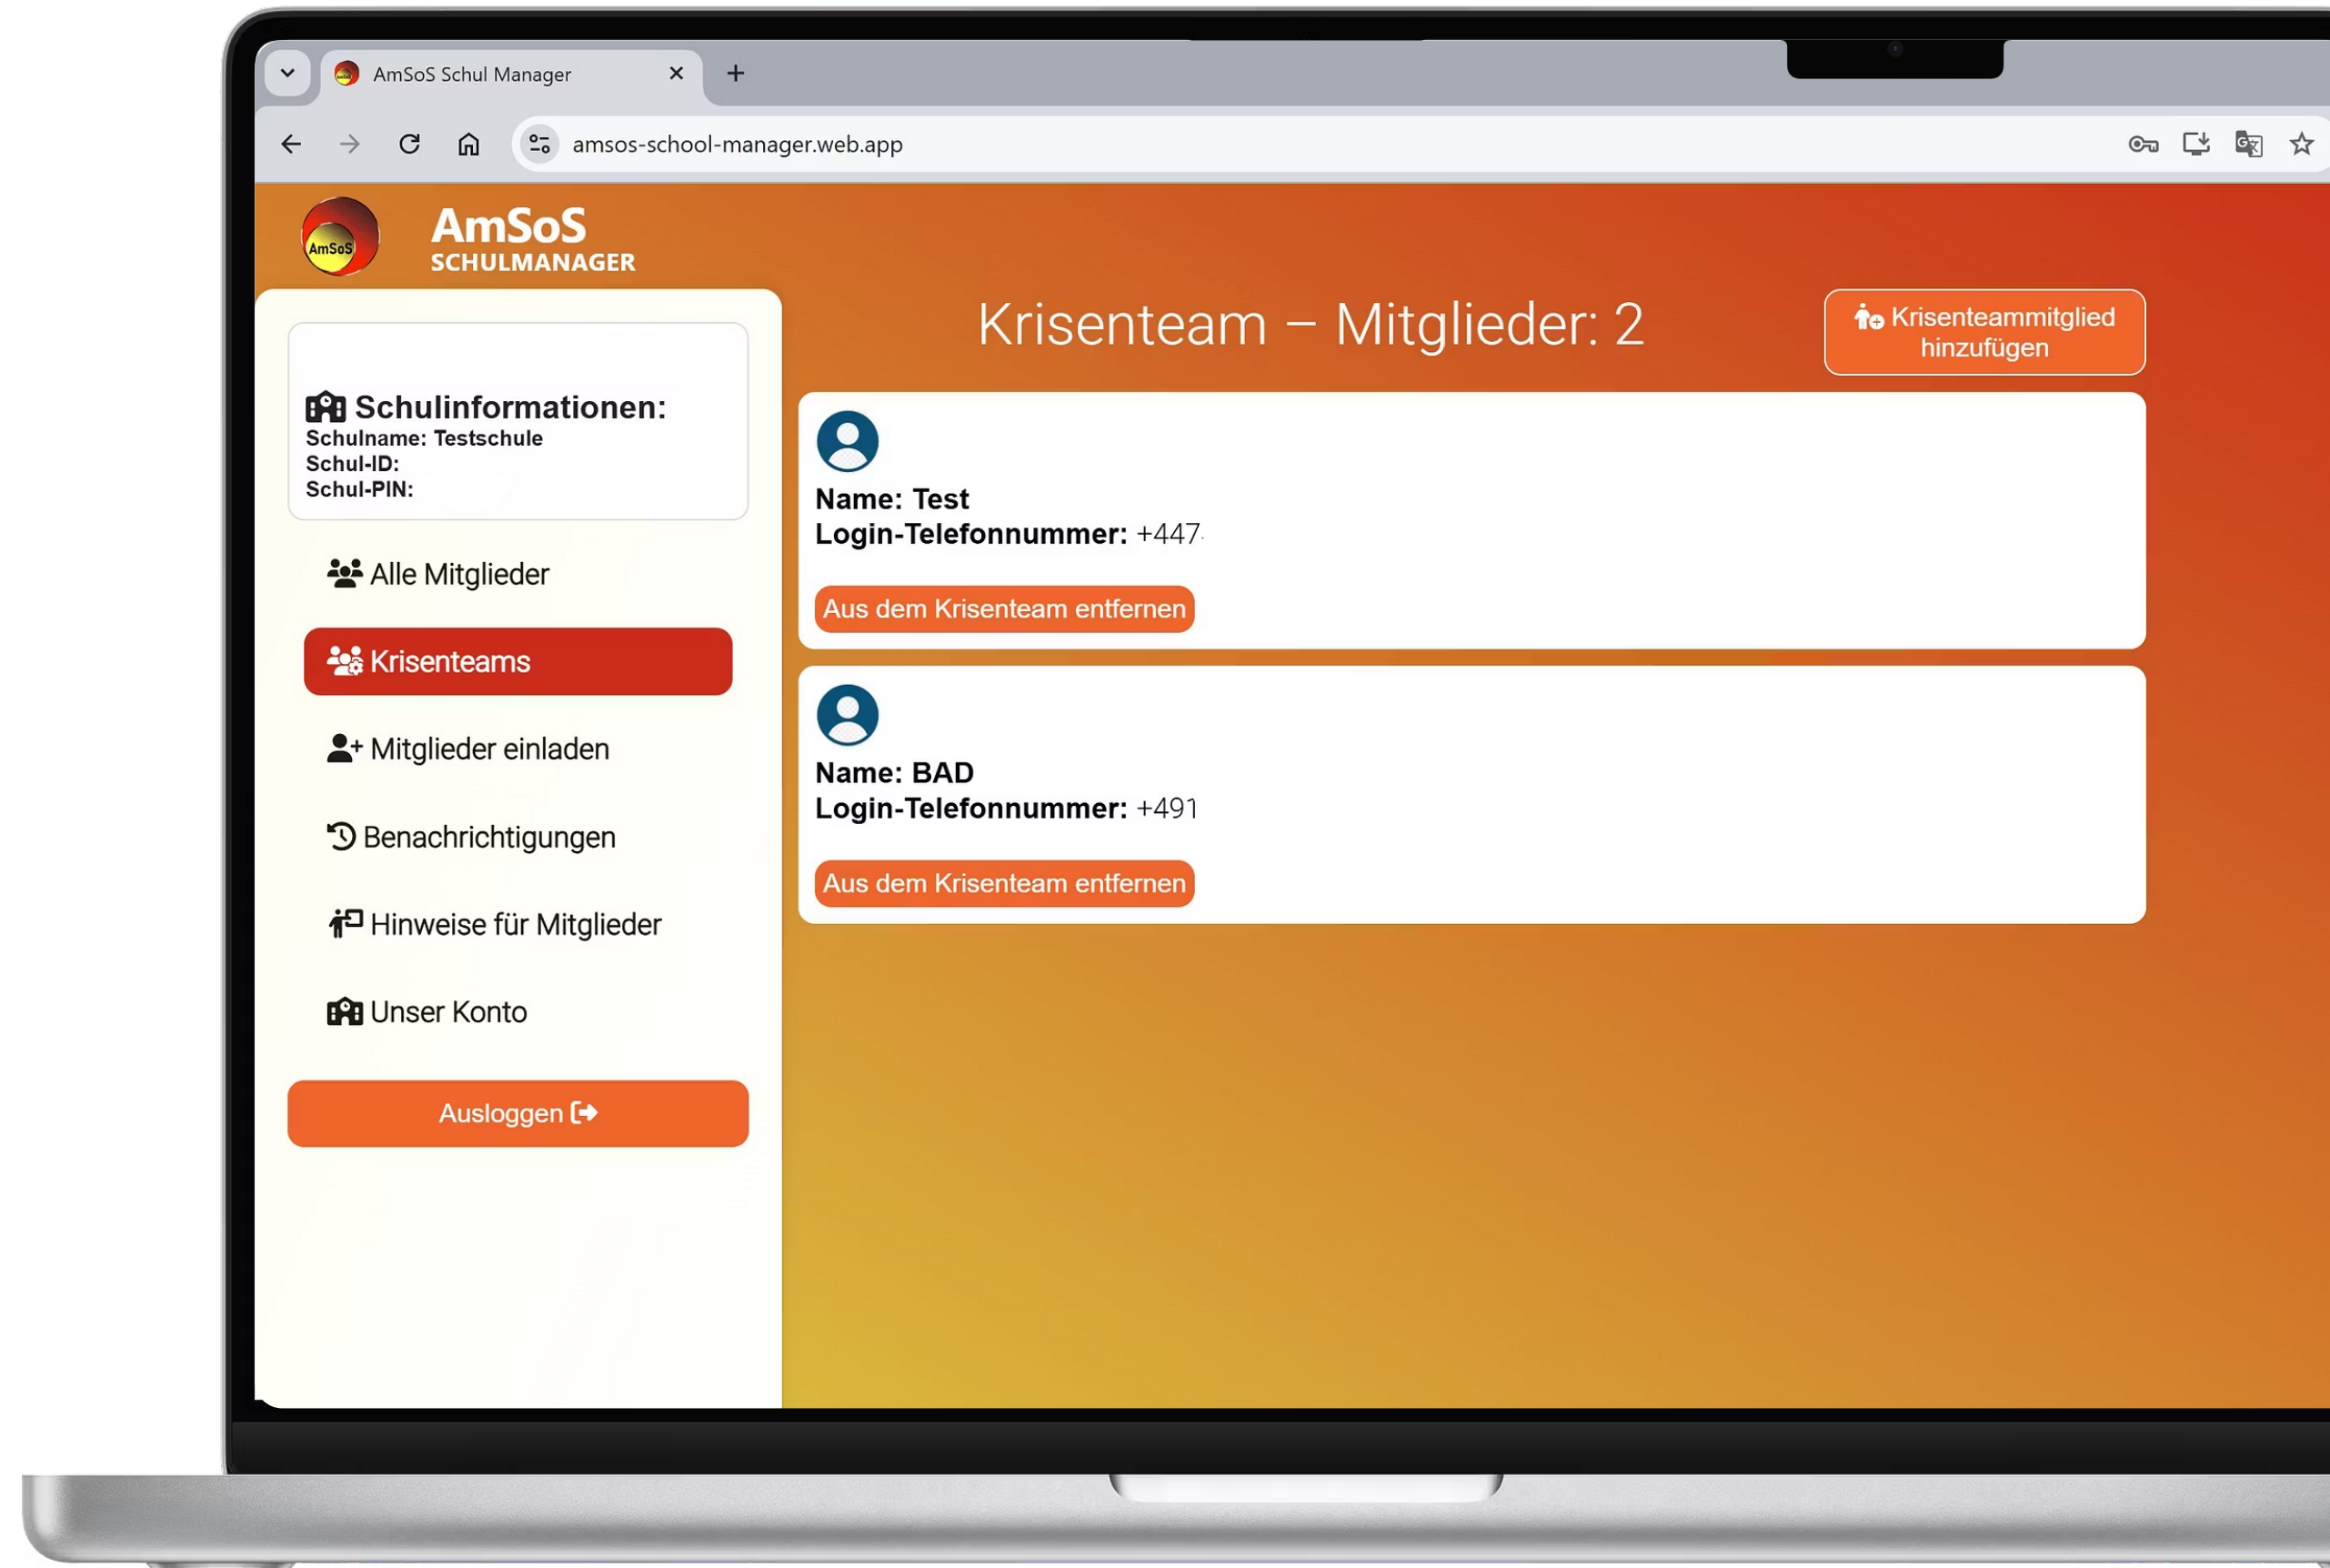 AmSoS Schul Manager
amsos-school-manager.web.app
AmSoS
AmSoS
SCHULMANAGER
Krisenteam – Mitglieder: 2
Krisenteammitglied
hinzufügen
Schulinformationen:
Schulname: Testschule
Schul-ID:
Schul-PIN:
Alle Mitglieder
Krisenteams
Mitglieder einladen
Benachrichtigungen
Hinweise für Mitglieder
Unser Konto
Ausloggen
Name: Test
Login-Telefonnummer: +447
Aus dem Krisenteam entfernen
Name: BAD
Login-Telefonnummer: +491
Aus dem Krisenteam entfernen